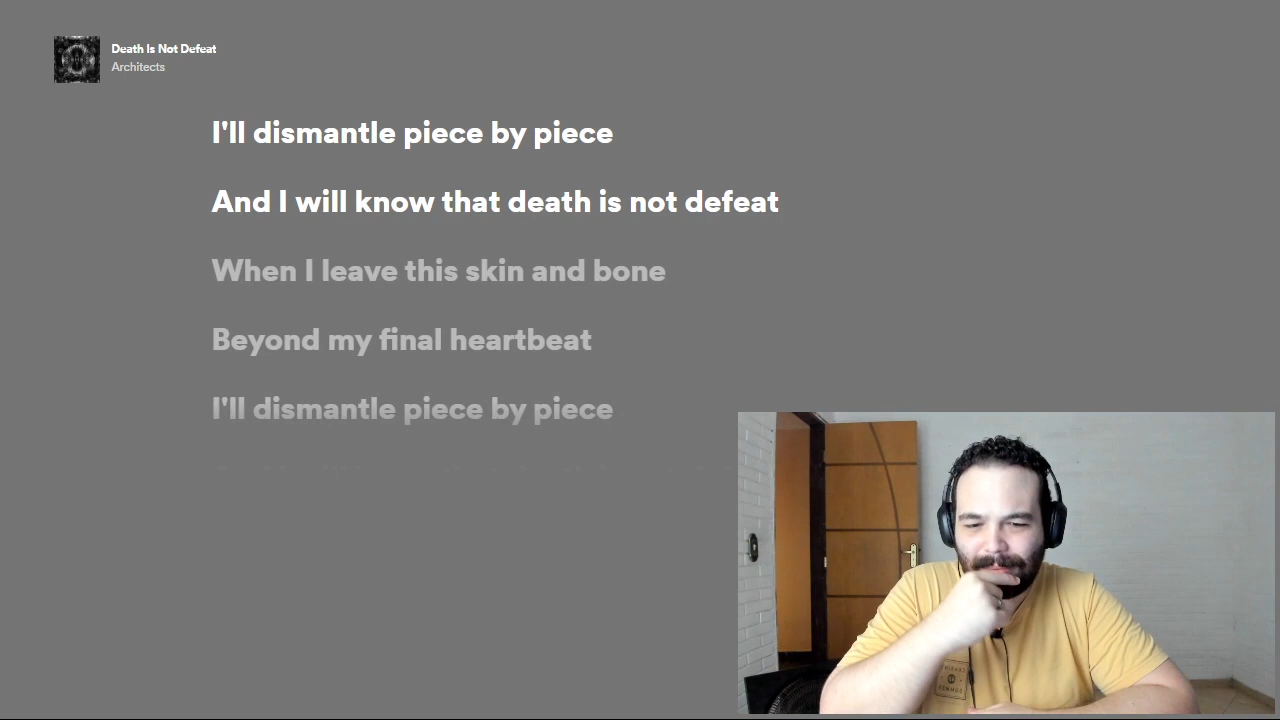 Death Is Not Defeat
Architects
I'll dismantle piece by piece
And I will know that death is not defeat
When I leave this skin and bone
Beyond my final heartbeat
I'll dismantle piece by piece